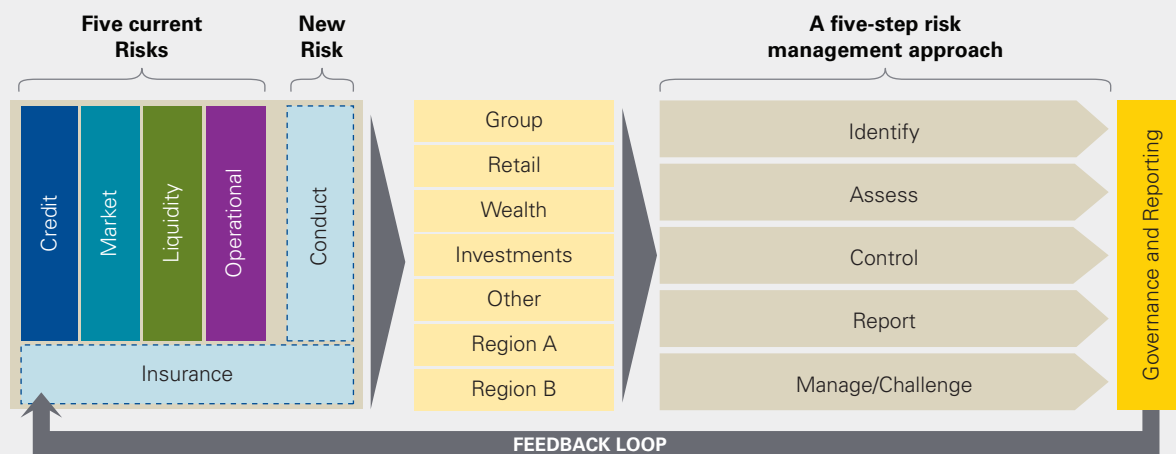 Five current
Risks
New
Risk
A five-step risk
management approach
Credit
Market
Liquidity
Operational
Conduct
Insurance
Group
Retail
Wealth
Investments
Other
Region A
Region B
Identify
Assess
Control
Report
Manage/Challenge
Governance and Reporting
FEEDBACK LOOP